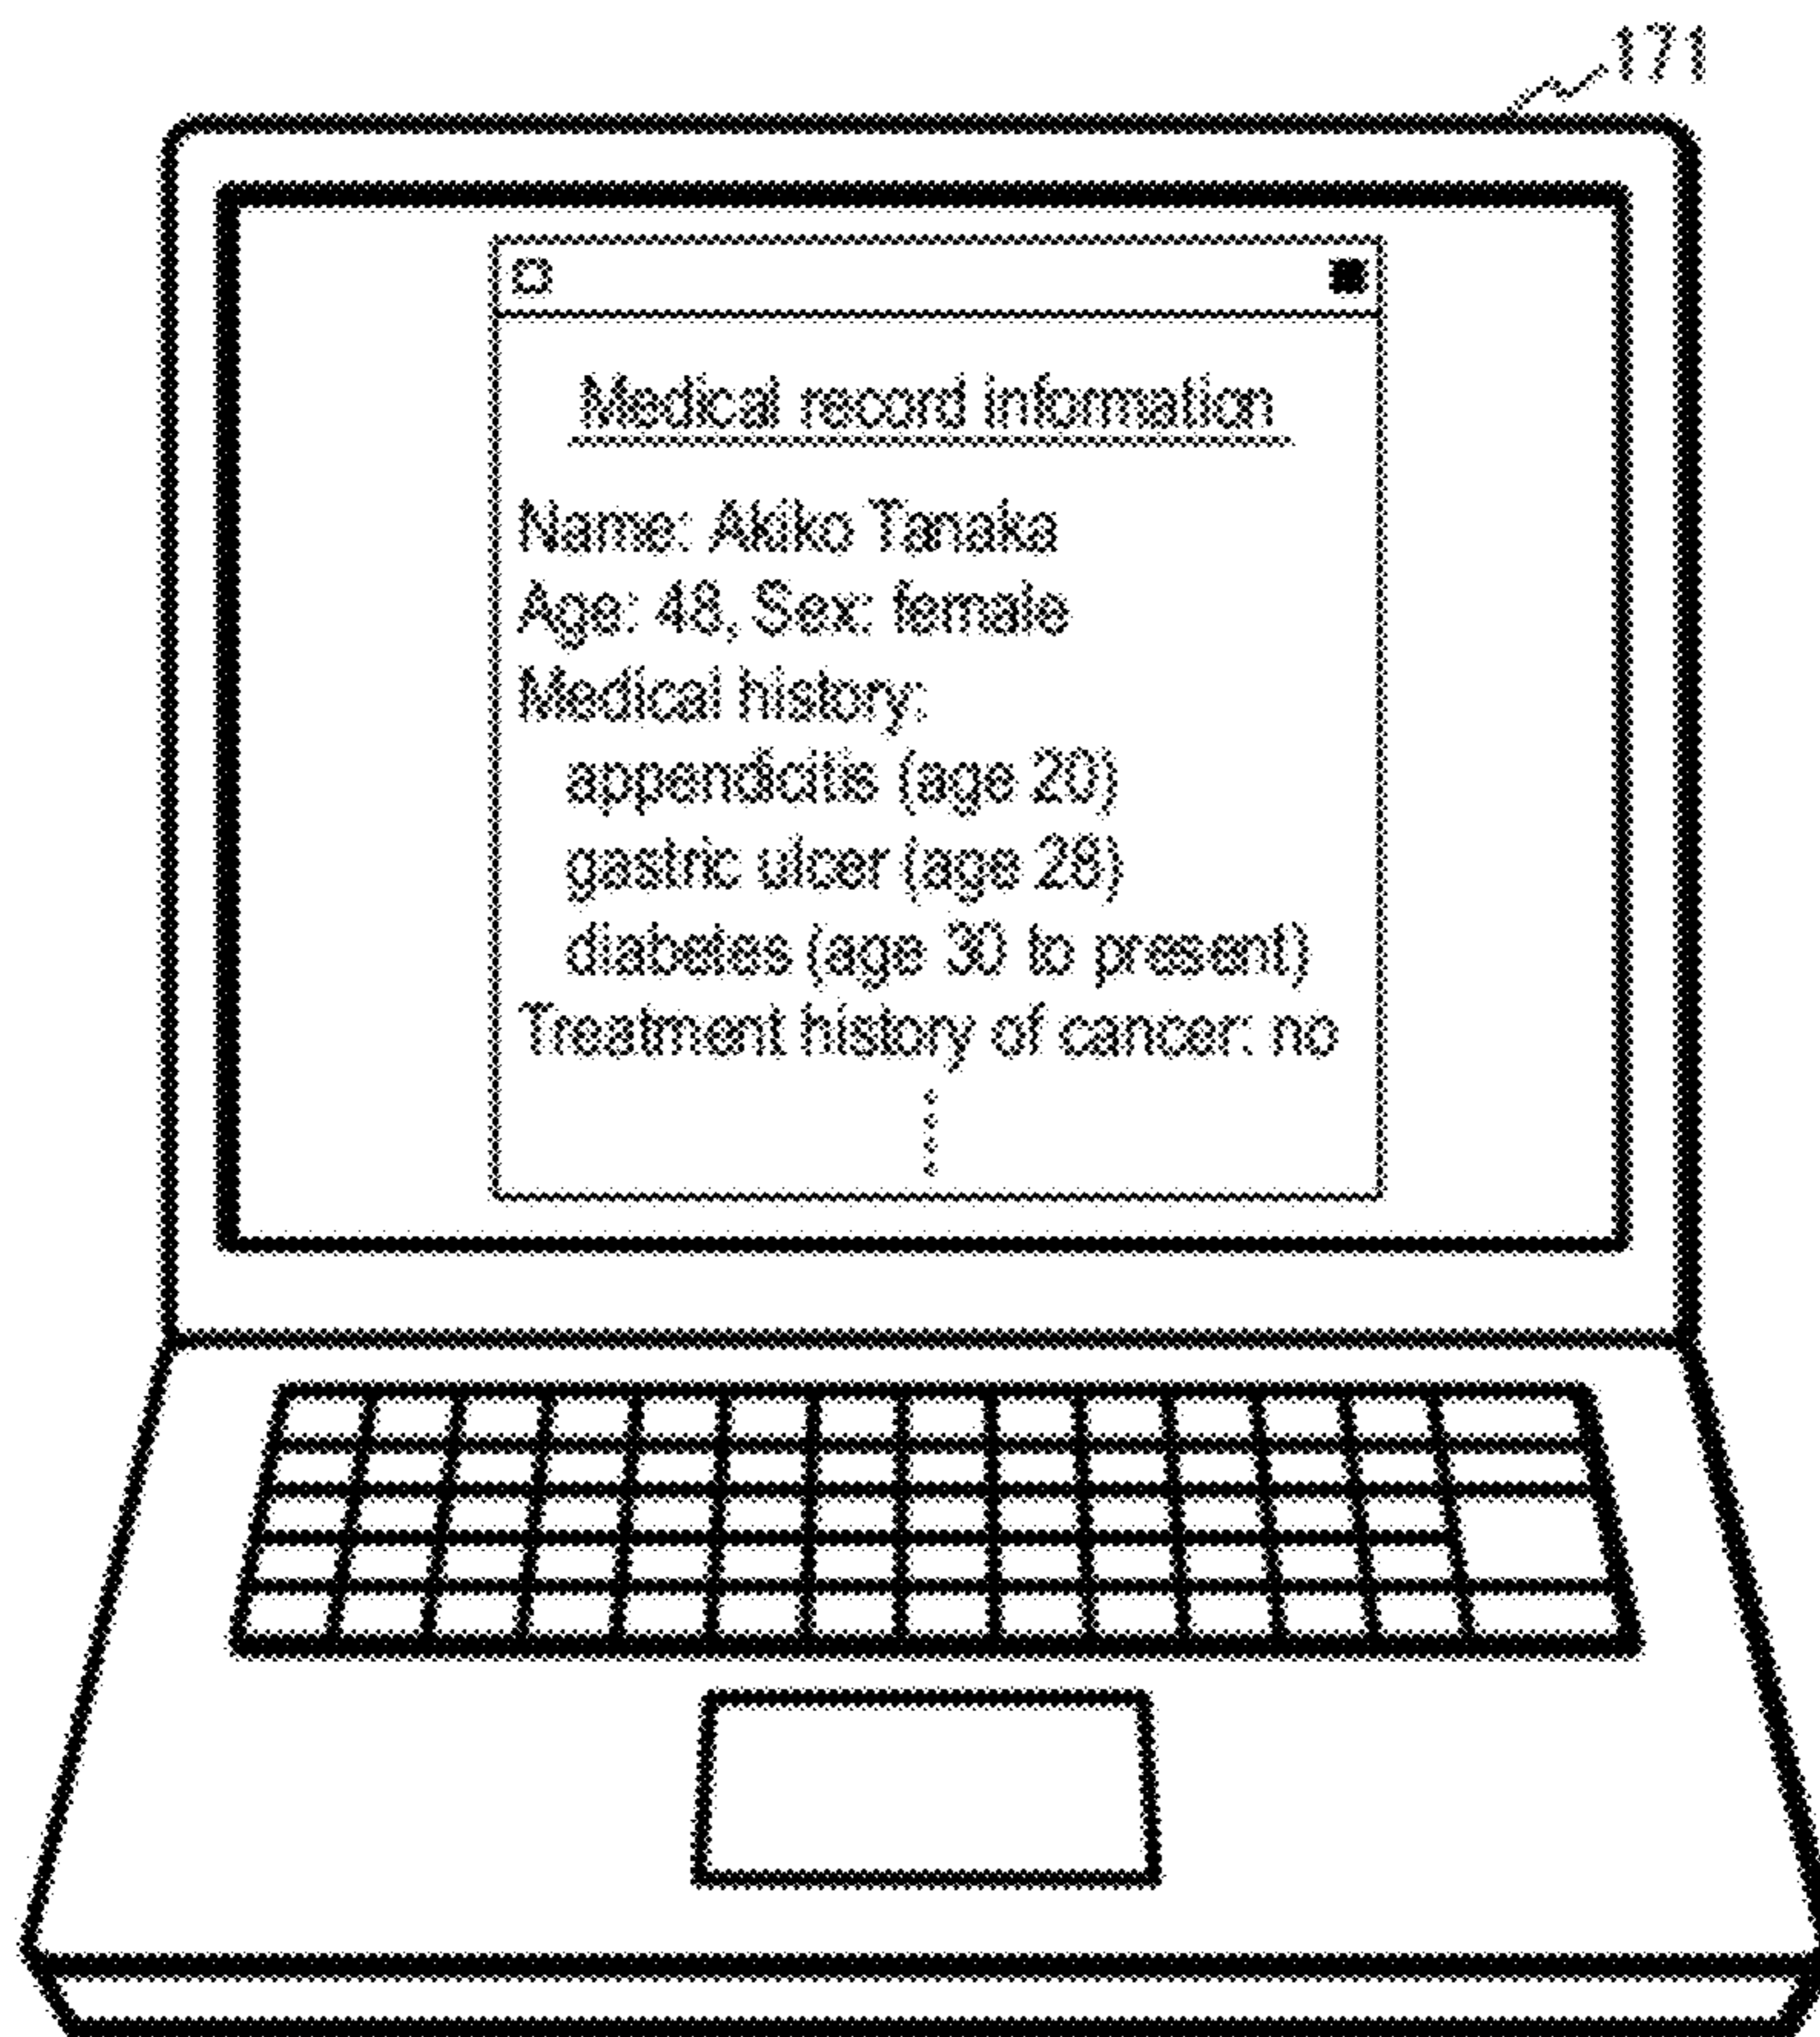 171
Medical record information
Name: Akiko Tanaka
Age: 48, Sex: female
Medical history:
appendicitis (age 20)
gastric ulcer (age 28)
diabetes (age 30 to present)
Treatment history of cancer: no